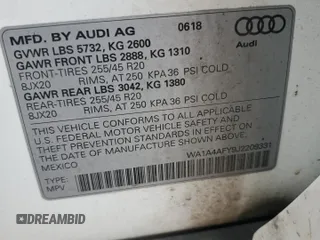 MFD. BY AUDI AG 0618
Audi
GVWR LBS 5732, KG 2600
GAWR FRONT LBS 2888, KG 1310
FRONT-TIRES 255/45 R20
8JX20 RIMS, AT 250 KPA 36 PSI COLD
GAWR REAR LBS 3042, KG 1380
REAR-TIRES 255/45 R20
8JX20 RIMS, AT 250 KPA 36 PSI COLD
THIS VEHICLE CONFORMS TO ALL APPLICABLE
U.S. FEDERAL MOTOR VEHICLE SAFETY AND
THEFT PREVENTION STANDARDS IN EFFECT ON
THE DATE OF MANUFACTURE SHOWN ABOVE.
MEXICO
TYPE:
MPV
@DREAMBID
DREAMBID.COM